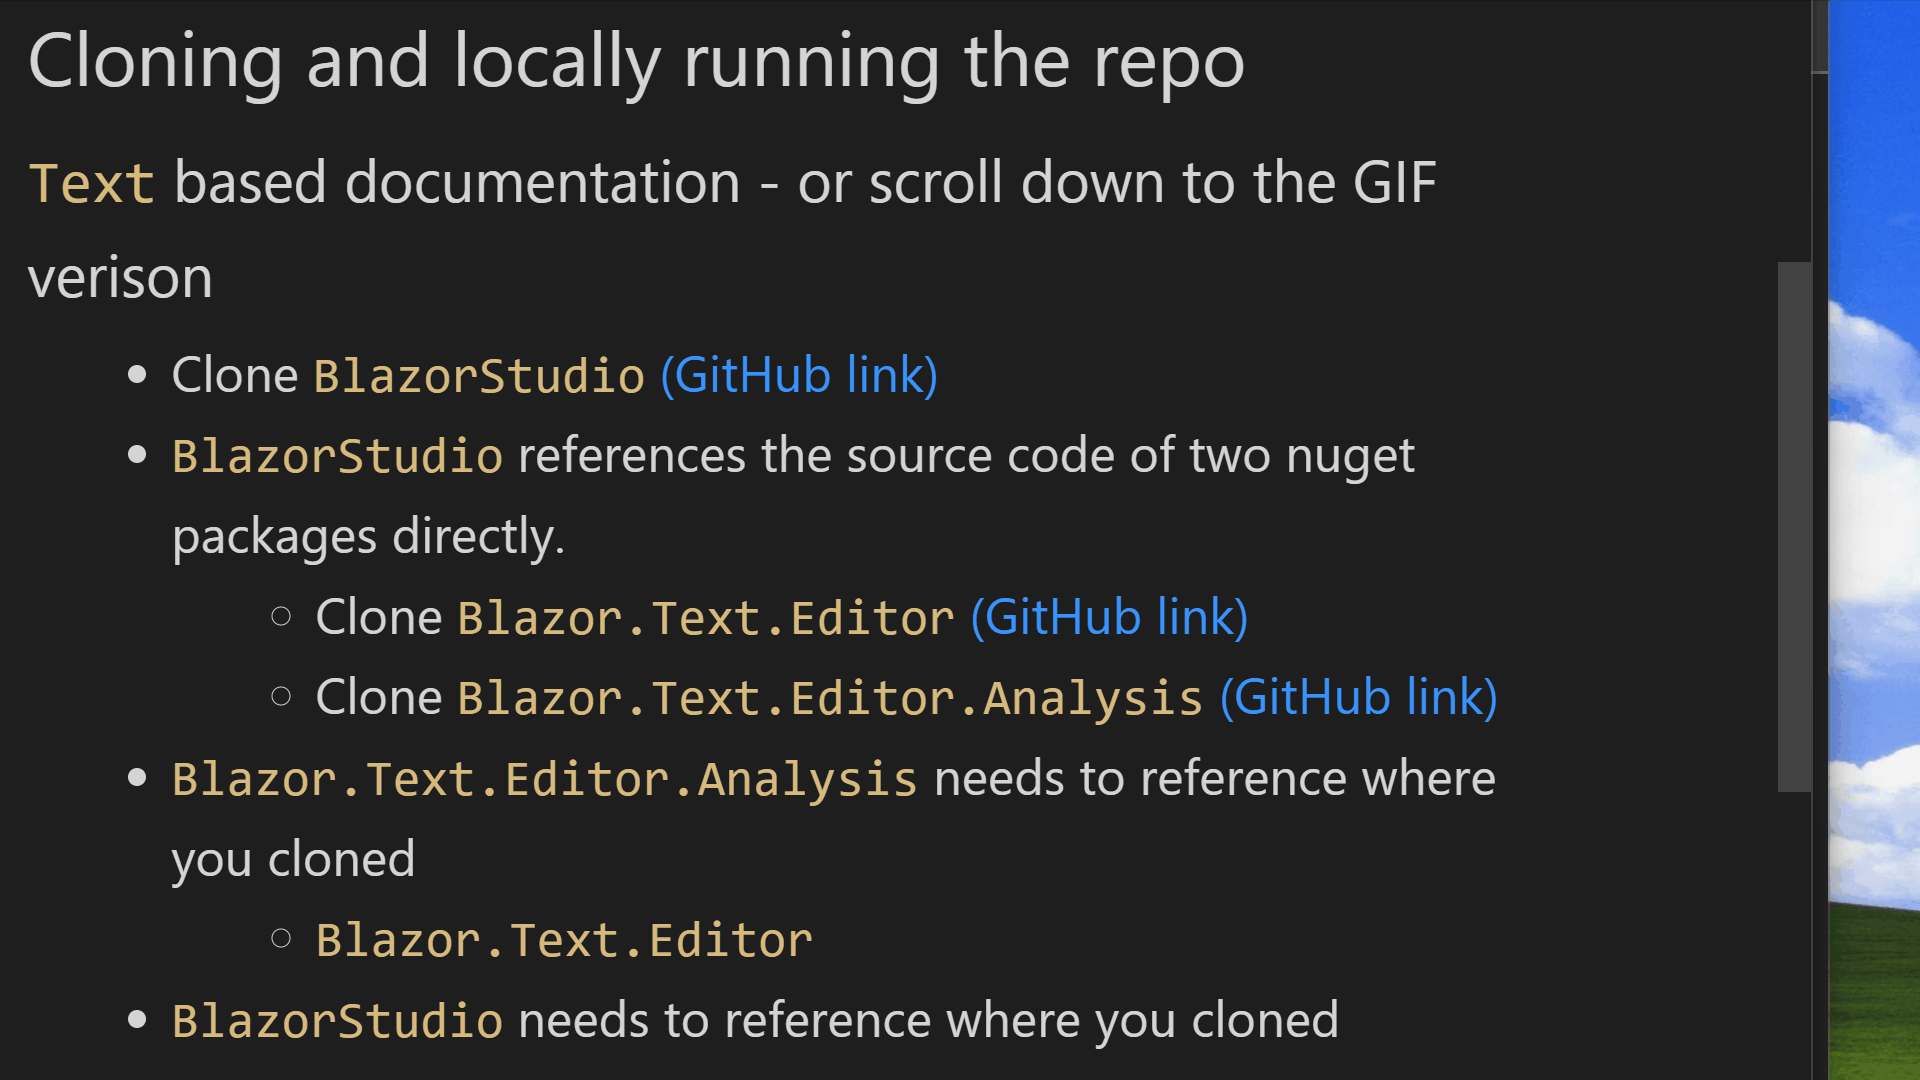 Cloning and locally running the repo
Text based documentation - or scroll down to the GIF
verison
• Clone BlazorStudio (GitHub link)
• BlazorStudio references the source code of two nuget
packages directly.
○ Clone Blazor.Text.Editor (GitHub link)
○ Clone Blazor.Text.Editor.Analysis (GitHub link)
• Blazor.Text.Editor.Analysis needs to reference where
you cloned
○ Blazor.Text.Editor
• BlazorStudio needs to reference where you cloned